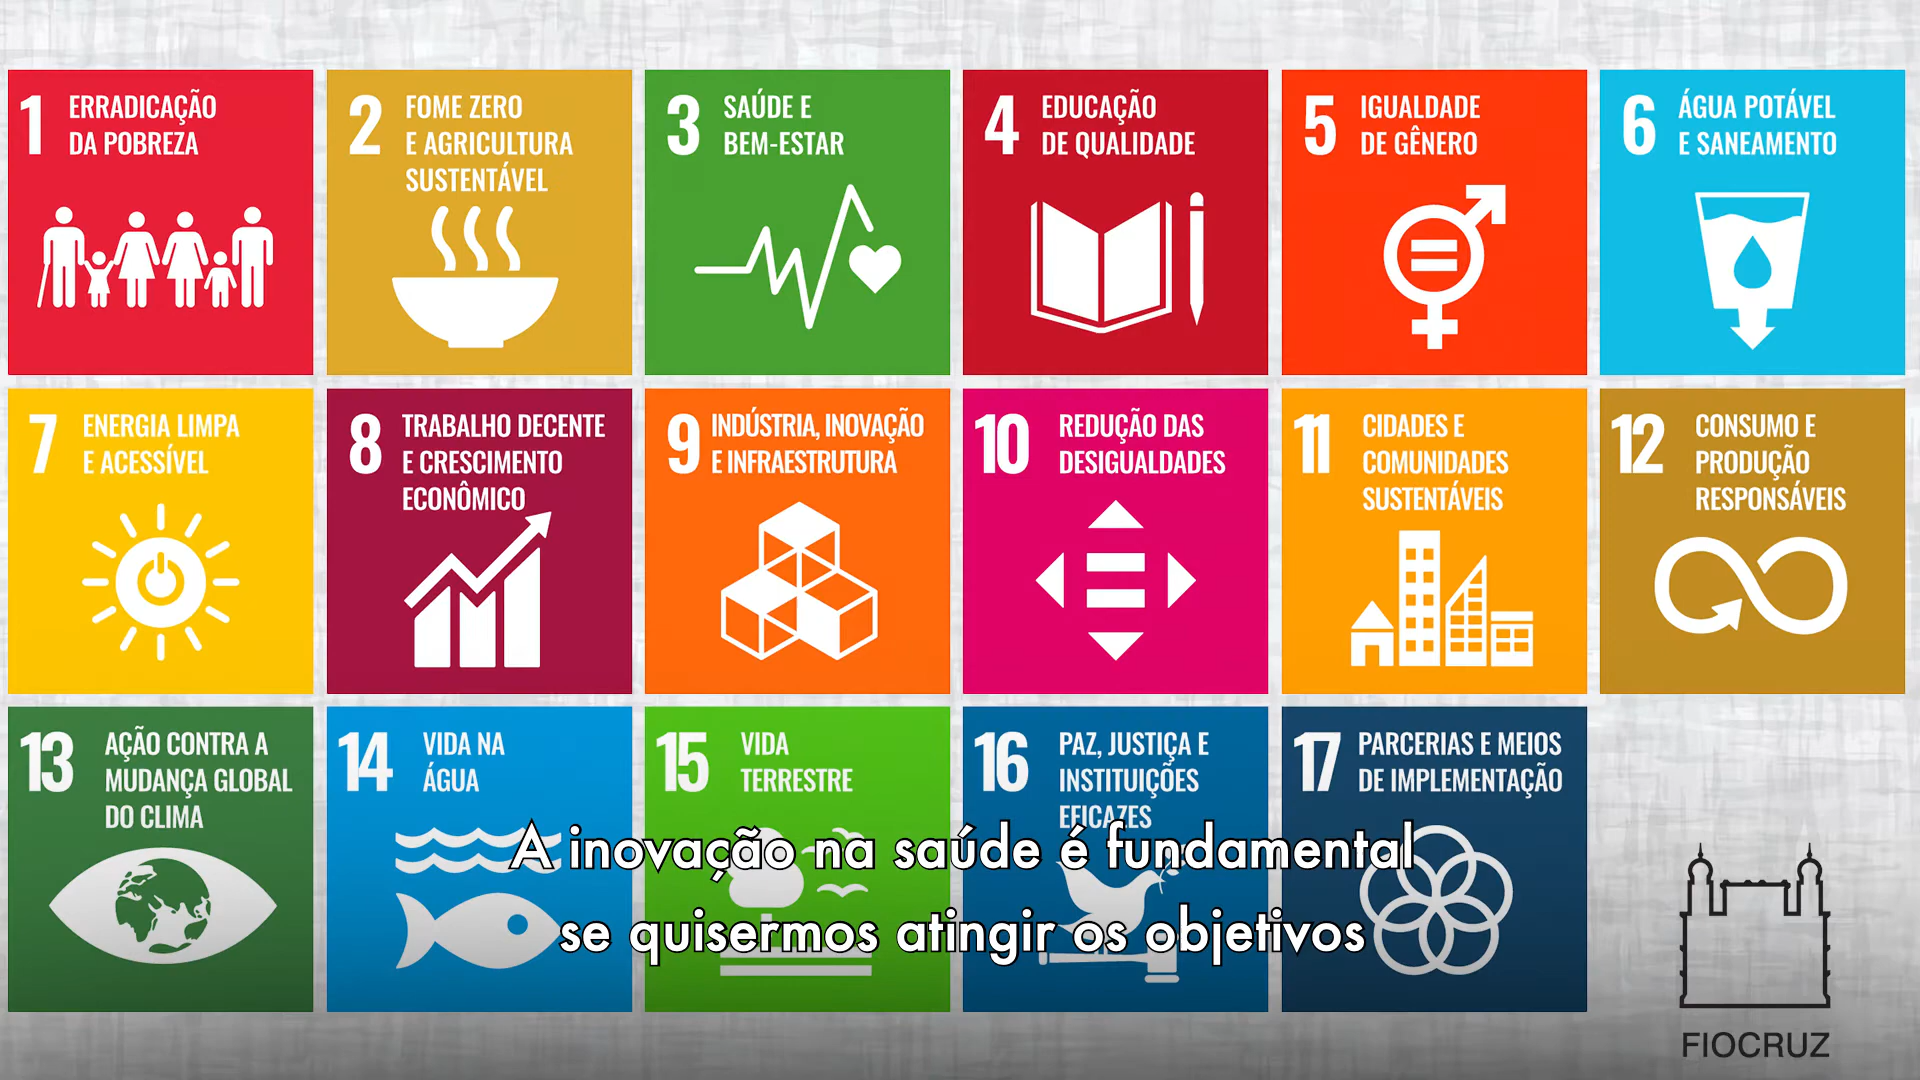 1 ERRADICAÇÃO
DA POBREZA
2 FOME ZERO
E AGRICULTURA
SUSTENTÁVEL
3 SAÚDE E
BEM-ESTAR
4 EDUCAÇÃO
DE QUALIDADE
5 IGUALDADE
DE GÊNERO
6 ÁGUA POTÁVEL
E SANEAMENTO
7 ENERGIA LIMPA
E ACESSÍVEL
8 TRABALHO DECENTE
E CRESCIMENTO
ECONÔMICO
9 INDÚSTRIA, INOVAÇÃO
E INFRAESTRUTURA
10 REDUÇÃO DAS
DESIGUALDADES
11 CIDADES E
COMUNIDADES
SUSTENTÁVEIS
12 CONSUMO E
PRODUÇÃO
RESPONSÁVEIS
13 AÇÃO CONTRA A
MUDANÇA GLOBAL
DO CLIMA
14 VIDA NA
ÁGUA
15 VIDA
TERRESTRE
16 PAZ, JUSTIÇA E
INSTITUIÇÕES
EFICAZES
17 PARCERIAS E MEIOS
DE IMPLEMENTAÇÃO
A inovação na saúde é fundamental
se quisermos atingir os objetivos
FIOCRUZ